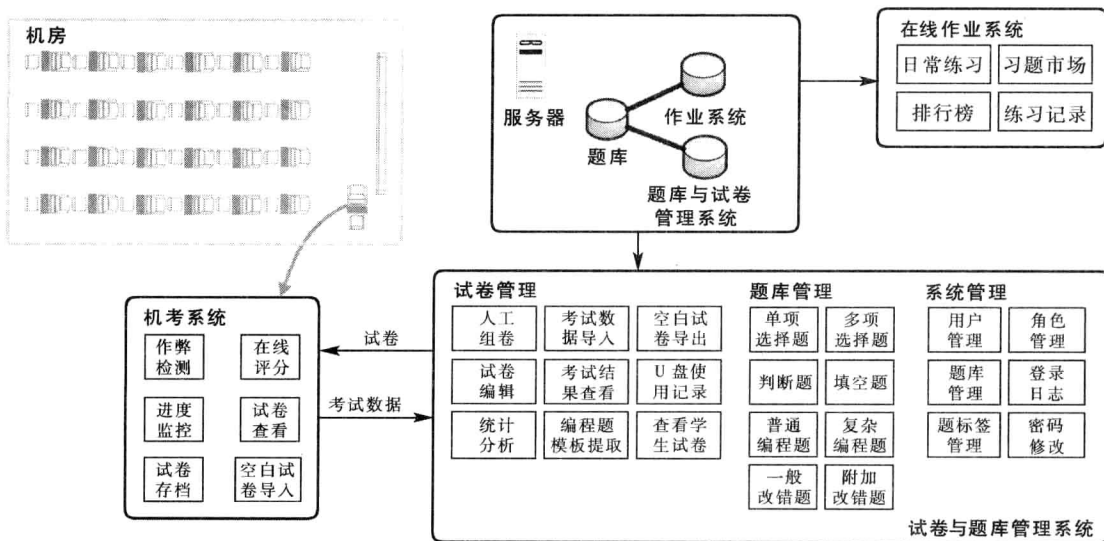 机房
服务器
作业系统
题库
题库与试卷
管理系统
在线作业系统
日常练习
习题市场
排行榜
练习记录
机考系统
作弊
检测
在线
评分
进度
监控
试卷
查看
试卷
存档
空白试
卷导入
试卷
考试数据
试卷管理
人工
组卷
考试数
据导入
空白试
卷导出
试卷
编辑
考试结
果查看
U盘使
用记录
统计
分析
编程题
模板提取
查看学
生试卷
题库管理
单项
选择题
多项
选择题
判断题
填空题
普通
编程题
复杂
编程题
一般
改错题
附加
改错题
系统管理
用户
管理
角色
管理
题库
管理
登录
日志
题标签
管理
密码
修改
试卷与题库管理系统